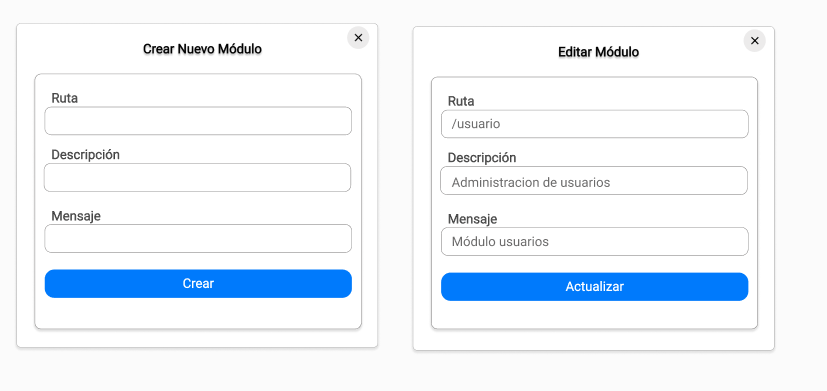 Crear Nuevo Módulo
×
Ruta
Descripción
Mensaje
Crear
Editar Módulo
×
Ruta
/usuario
Descripción
Administracion de usuarios
Mensaje
Módulo usuarios
Actualizar